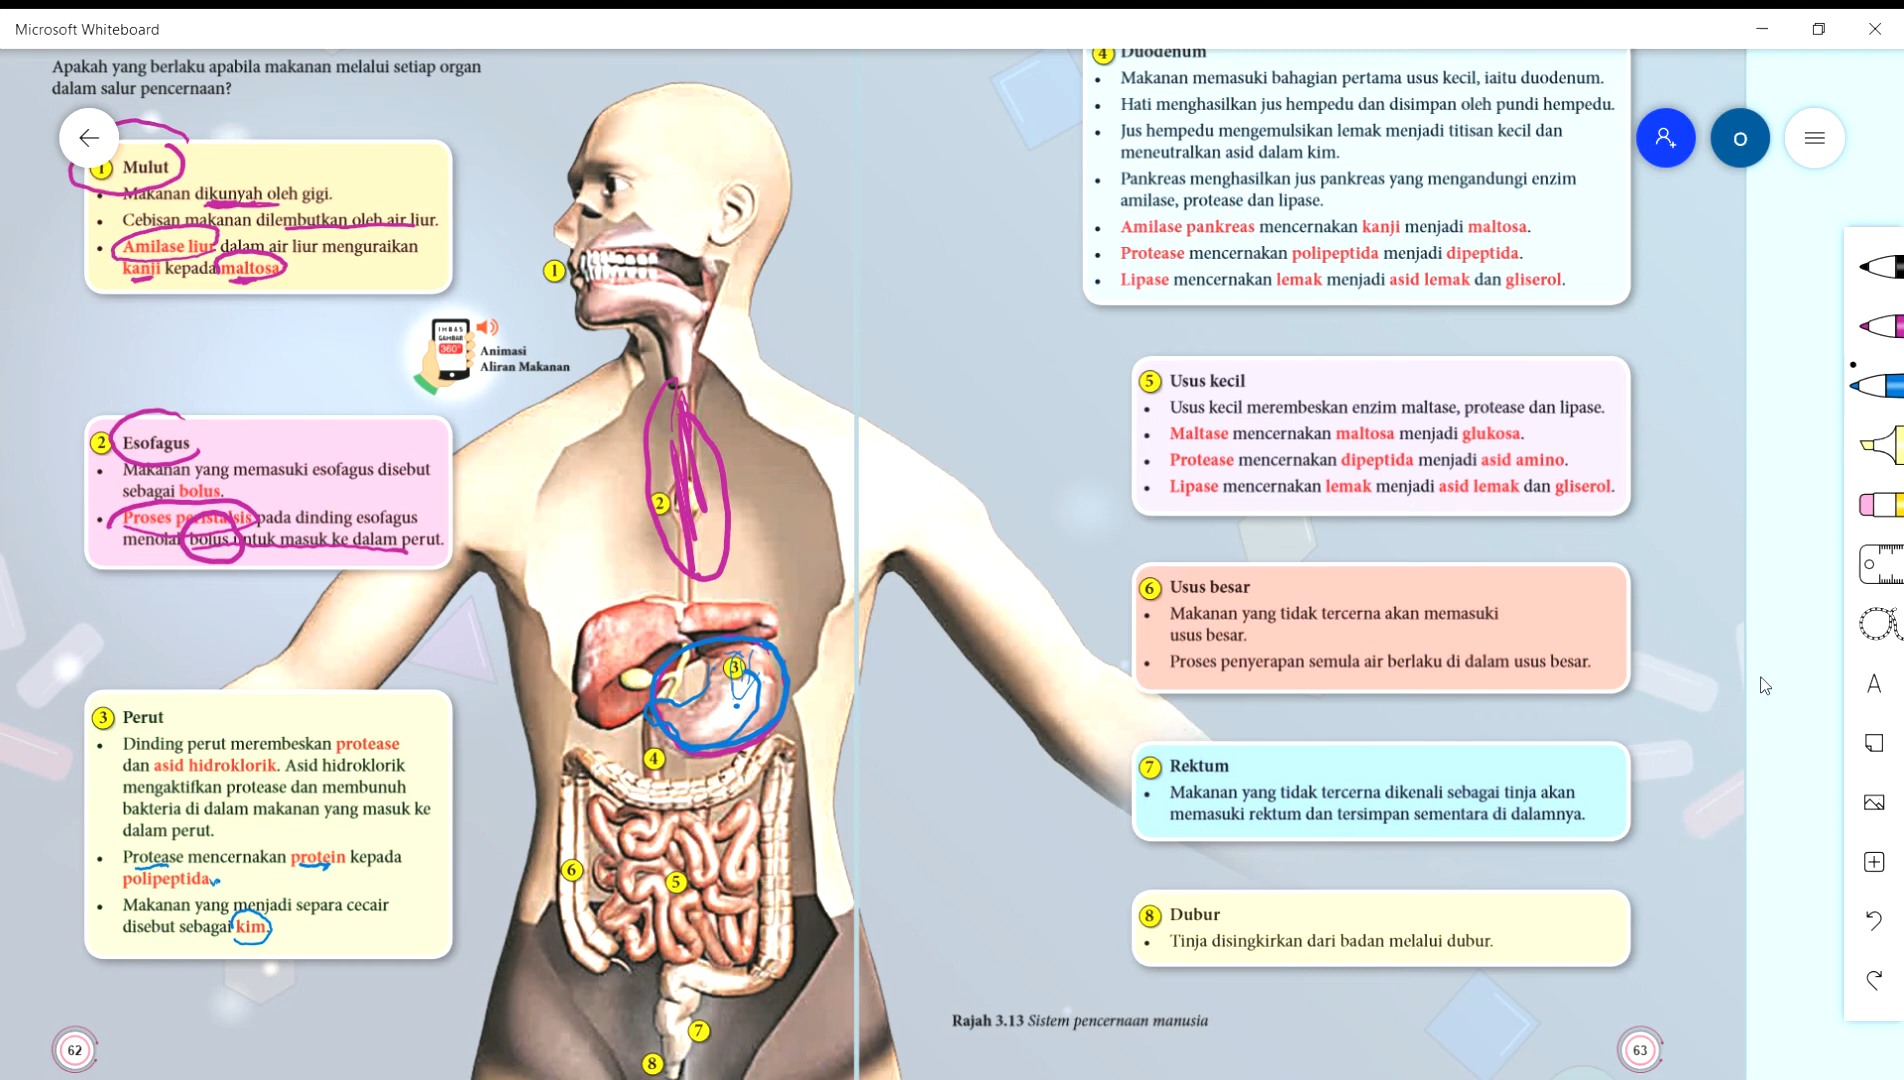 Microsoft Whiteboard
Apakah yang berlaku apabila makanan melalui setiap organ
dalam salur pencernaan?
1 Mulut
• Makanan dikunyah oleh gigi.
• Cebisan makanan dilembutkan oleh air liur.
• Amilase liur dalam air liur menguraikan
kanji kepada maltosa.
IMBAS
GAMBAR
360°
Animasi
Aliran Makanan
2 Esofagus
• Makanan yang memasuki esofagus disebut
sebagai bolus.
• Proses peristalsis pada dinding esofagus
menolak bolus untuk masuk ke dalam perut.
3 Perut
• Dinding perut merembeskan protease
dan asid hidroklorik. Asid hidroklorik
mengaktifkan protease dan membunuh
bakteria di dalam makanan yang masuk ke
dalam perut.
• Protease mencernakan protein kepada
polipeptida.
• Makanan yang menjadi separa cecair
disebut sebagai kim.
62
1
2
3
4
6
5
7
8
4 Duodenum
• Makanan memasuki bahagian pertama usus kecil, iaitu duodenum.
• Hati menghasilkan jus hempedu dan disimpan oleh pundi hempedu.
• Jus hempedu mengemulsikan lemak menjadi titisan kecil dan
meneutralkan asid dalam kim.
• Pankreas menghasilkan jus pankreas yang mengandungi enzim
amilase, protease dan lipase.
• Amilase pankreas mencernakan kanji menjadi maltosa.
• Protease mencernakan polipeptida menjadi dipeptida.
• Lipase mencernakan lemak menjadi asid lemak dan gliserol.
5 Usus kecil
• Usus kecil merembeskan enzim maltase, protease dan lipase.
• Maltase mencernakan maltosa menjadi glukosa.
• Protease mencernakan dipeptida menjadi asid amino.
• Lipase mencernakan lemak menjadi asid lemak dan gliserol.
6 Usus besar
• Makanan yang tidak tercerna akan memasuki
usus besar.
• Proses penyerapan semula air berlaku di dalam usus besar.
7 Rektum
• Makanan yang tidak tercerna dikenali sebagai tinja akan
memasuki rektum dan tersimpan sementara di dalamnya.
8 Dubur
• Tinja disingkirkan dari badan melalui dubur.
Rajah 3.13 Sistem pencernaan manusia
63
O
A